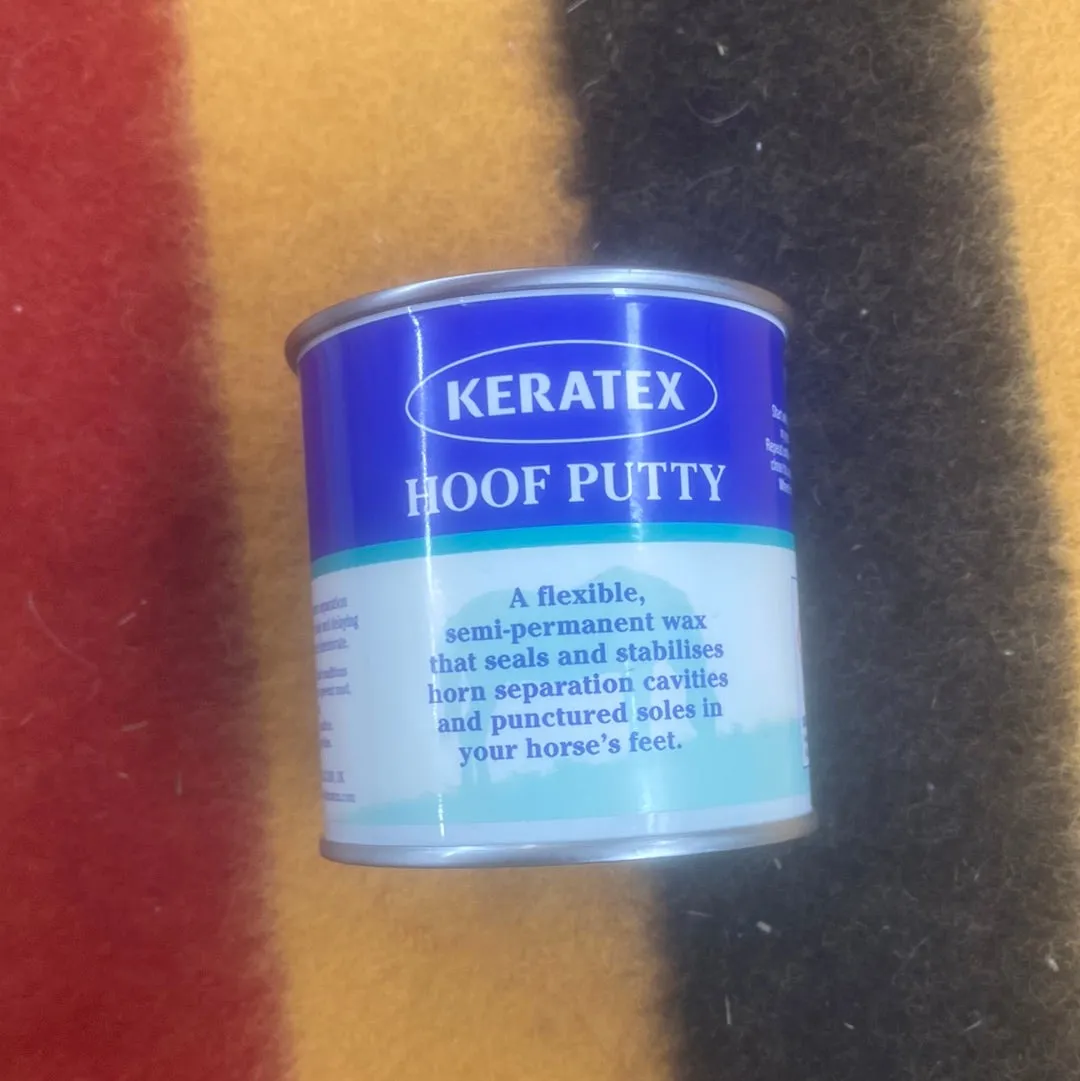 KERATEX
HOOF PUTTY
A flexible,
semi-permanent wax
that seals and stabilises
horn separation cavities
and punctured soles in
your horse's feet.